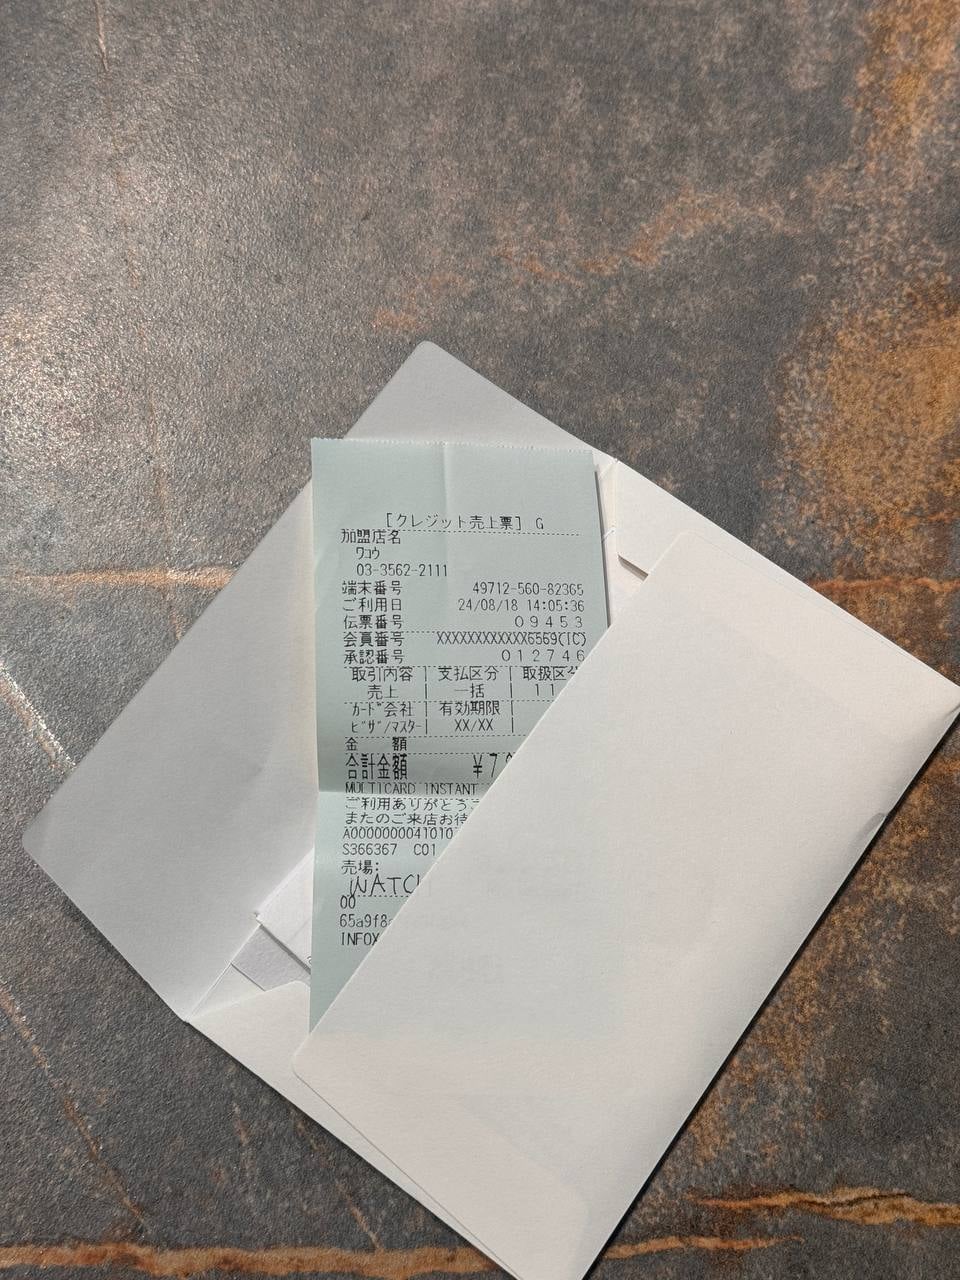 [クレジット売上票] G
加盟店名
ワコウ
03-3562-2111
端末番号 49712-560-82365
ご利用日 24/08/18 14:05:36
伝票番号 09453
会員番号 XXXXXXXXXXXX6569(IC)
承認番号 012746
取引内容 支払区分 取扱区分
売上 一括 11
カード会社 有効期限
ビザ/マスター XX/XX
金 額
合計金額 ¥7
MULTICARD INSTANT
ご利用ありがとうご
またのご来店お待
A0000000041010
S366367 C01
売場:
WATCH
00
65a9f8
INFOX